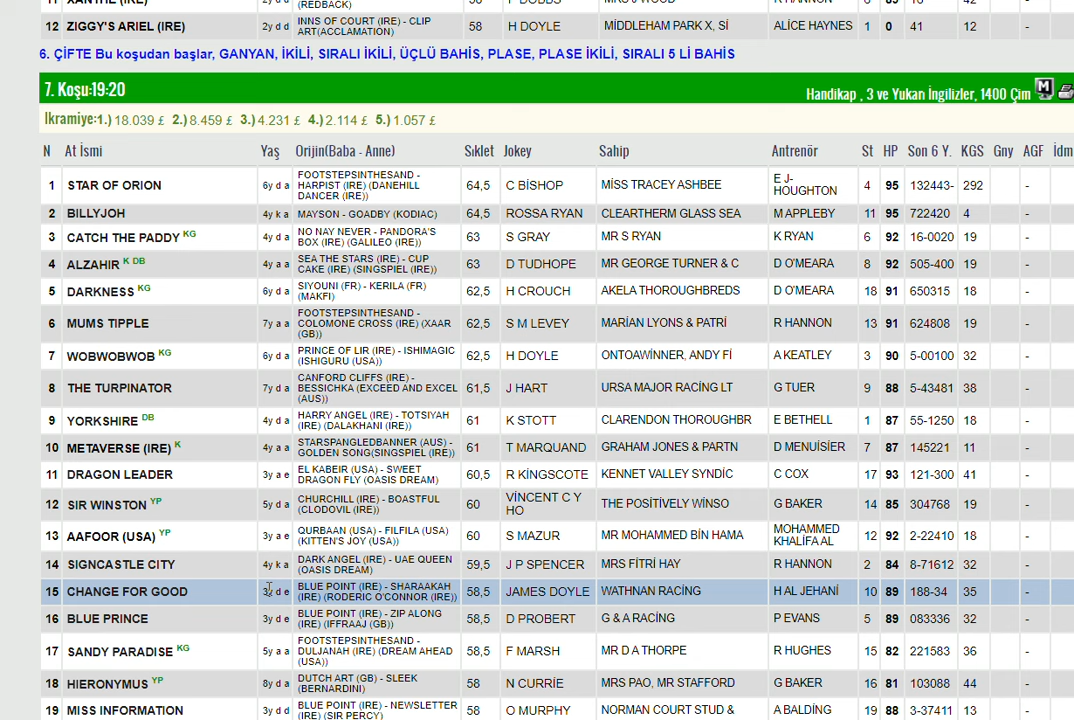 12 ZIGGY'S ARIEL (IRE) 2y d d INNS OF COURT (IRE) - CLIP ART(ACCLAMATION) 58 H DOYLE MİDDLEHAM PARK X, Sİ ALİCE HAYNES 1 0 41 12 -
6. ÇİFTE Bu koşudan başlar, GANYAN, İKİLİ, SIRALI İKİLİ, ÜÇLÜ BAHİS, PLASE, PLASE İKİLİ, SIRALI 5 Lİ BAHİS
7. Koşu:19:20 Handikap , 3 ve Yukarı İngilizler, 1400 Çim M
Ikramiye:1.) 18.039 £ 2.) 8.459 £ 3.) 4.231 £ 4.) 2.114 £ 5.) 1.057 £
N At İsmi Yaş Orijin(Baba - Anne) Sıklet Jokey Sahip Antrenör St HP Son 6 Y. KGS Gny AGF İdm
1 STAR OF ORION 6y d a FOOTSTEPSINTHESAND - HARPIST (IRE) (DANEHILL DANCER (IRE)) 64,5 C BİSHOP MİSS TRACEY ASHBEE E J-HOUGHTON 4 95 132443- 292 -
2 BILLYJOH 4y k a MAYSON - GOADBY (KODIAC) 64,5 ROSSA RYAN CLEARTHERM GLASS SEA M APPLEBY 11 95 722420 4 -
3 CATCH THE PADDY KG 4y d a NO NAY NEVER - PANDORA'S BOX (IRE) (GALILEO (IRE)) 63 S GRAY MR S RYAN K RYAN 6 92 16-0020 19 -
4 ALZAHIR K DB 4y a a SEA THE STARS (IRE) - CUP CAKE (IRE) (SINGSPIEL (IRE)) 63 D TUDHOPE MR GEORGE TURNER & C D O'MEARA 8 92 505-400 19 -
5 DARKNESS KG 6y d a SIYOUNI (FR) - KERILA (FR) (MAKFI) 62,5 H CROUCH AKELA THOROUGHBREDS D O'MEARA 18 91 650315 18 -
6 MUMS TIPPLE 7y a a FOOTSTEPSINTHESAND - COLOMONE CROSS (IRE) (XAAR (GB)) 62,5 S M LEVEY MARİAN LYONS & PATRİ R HANNON 13 91 624808 19 -
7 WOBWOBWOB KG 6y d a PRINCE OF LIR (IRE) - ISHIMAGIC (ISHIGURU (USA)) 62,5 H DOYLE ONTOAWİNNER, ANDY Fİ A KEATLEY 3 90 5-00100 32 -
8 THE TURPINATOR 7y d a CANFORD CLIFFS (IRE) - BESSICHKA (EXCEED AND EXCEL (AUS)) 61,5 J HART URSA MAJOR RACİNG LT G TUER 9 88 5-43481 38 -
9 YORKSHIRE DB 4y d a HARRY ANGEL (IRE) - TOTSIYAH (IRE) (DALAKHANI (IRE)) 61 K STOTT CLARENDON THOROUGHBR E BETHELL 1 87 55-1250 18 -
10 METAVERSE (IRE) K 4y a a STARSPANGLEDBANNER (AUS) - GOLDEN SONG(SINGSPIEL (IRE)) 61 T MARQUAND GRAHAM JONES & PARTN D MENUİSİER 7 87 145221 11 -
11 DRAGON LEADER 3y a e EL KABEIR (USA) - SWEET DRAGON FLY (OASIS DREAM) 60,5 R KİNGSCOTE KENNET VALLEY SYNDİC C COX 17 93 121-300 41 -
12 SIR WINSTON YP 5y d a CHURCHILL (IRE) - BOASTFUL (CLODOVIL (IRE)) 60 VİNCENT C Y HO THE POSİTİVELY WİNSO G BAKER 14 85 304768 19 -
13 AAFOOR (USA) YP 3y a e QURBAAN (USA) - FILFILA (USA) (KITTEN'S JOY (USA)) 60 S MAZUR MR MOHAMMED BİN HAMA MOHAMMED KHALİFA AL 12 92 2-22410 18 -
14 SIGNCASTLE CITY 4y k a DARK ANGEL (IRE) - UAE QUEEN (OASIS DREAM) 59,5 J P SPENCER MRS FİTRİ HAY R HANNON 2 84 8-71612 32 -
15 CHANGE FOR GOOD 3y d e BLUE POINT (IRE) - SHARAAKAH (IRE) (RODERIC O'CONNOR (IRE)) 58,5 JAMES DOYLE WATHNAN RACİNG H AL JEHANİ 10 89 188-34 35 -
16 BLUE PRINCE 3y d e BLUE POINT (IRE) - ZIP ALONG (IRE) (IFFRAAJ (GB)) 58,5 D PROBERT G & A RACİNG P EVANS 5 89 083336 32 -
17 SANDY PARADISE KG 5y a a FOOTSTEPSINTHESAND - DULJANAH (IRE) (DREAM AHEAD (USA)) 58,5 F MARSH MR D A THORPE R HUGHES 15 82 221583 36 -
18 HIERONYMUS YP 8y d a DUTCH ART (GB) - SLEEK (BERNARDINI) 58 N CURRİE MRS PAO, MR STAFFORD G BAKER 16 81 103088 44 -
19 MISS INFORMATION 3y d d BLUE POINT (IRE) - NEWSLETTER (IRE) (SIR PERCY) 58 O MURPHY NORMAN COURT STUD & A BALDİNG 19 88 3-37411 13 -